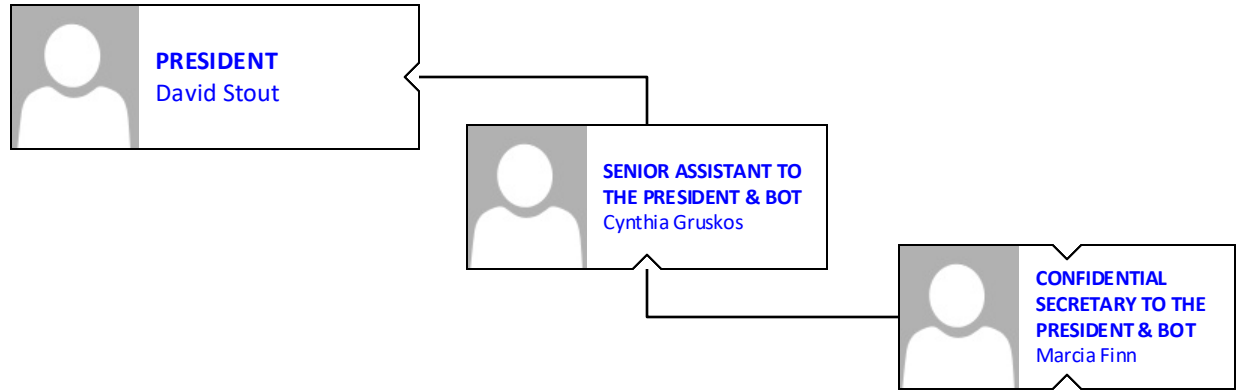 PRESIDENT
David Stout
SENIOR ASSISTANT TO
THE PRESIDENT & BOT
Cynthia Gruskos
CONFIDENTIAL
SECRETARY TO THE
PRESIDENT & BOT
Marcia Finn